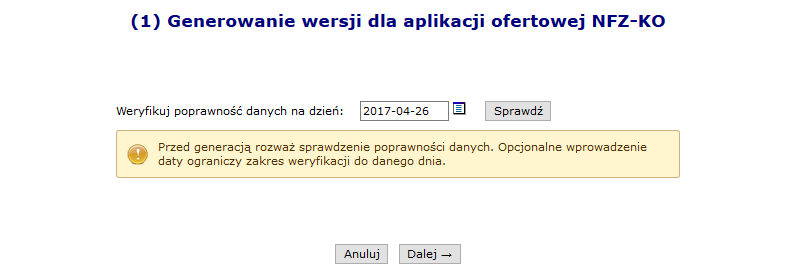 (1) Generowanie wersji dla aplikacji ofertowej NFZ-KO
Weryfikuj poprawność danych na dzień: 2017-04-26 Sprawdź
Przed generacją rozważ sprawdzenie poprawności danych. Opcjonalne wprowadzenie
daty ograniczy zakres weryfikacji do danego dnia.
Anuluj Dalej →